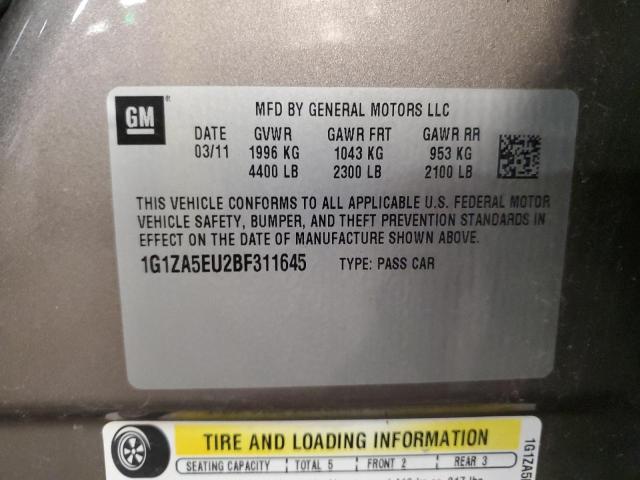 GM ®
MFD BY GENERAL MOTORS LLC
DATE GVWR GAWR FRT GAWR RR
03/11 1996 KG 1043 KG 953 KG
4400 LB 2300 LB 2100 LB
THIS VEHICLE CONFORMS TO ALL APPLICABLE U.S. FEDERAL MOTOR
VEHICLE SAFETY, BUMPER, AND THEFT PREVENTION STANDARDS IN
EFFECT ON THE DATE OF MANUFACTURE SHOWN ABOVE.
1G1ZA5EU2BF311645 TYPE: PASS CAR
TIRE AND LOADING INFORMATION
SEATING CAPACITY TOTAL 5 FRONT 2 REAR 3
1G1ZA5